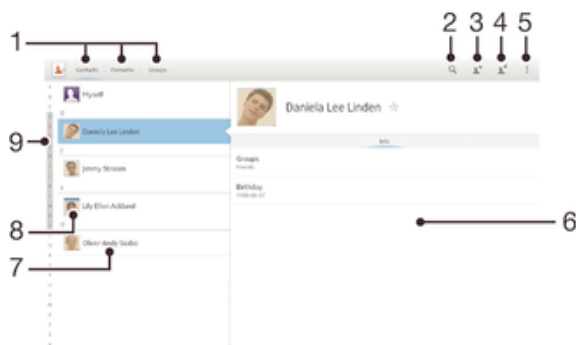 1 2 3 4 5
Contacts Favourites Groups
Myself
Daniela Lee Linden
Daniela Lee Linden
Info
9
Jimmy Stroom
Groups
Friends
Birthday
Lily Ellen Ackland
6
8
Oliver Andy Szabo
7